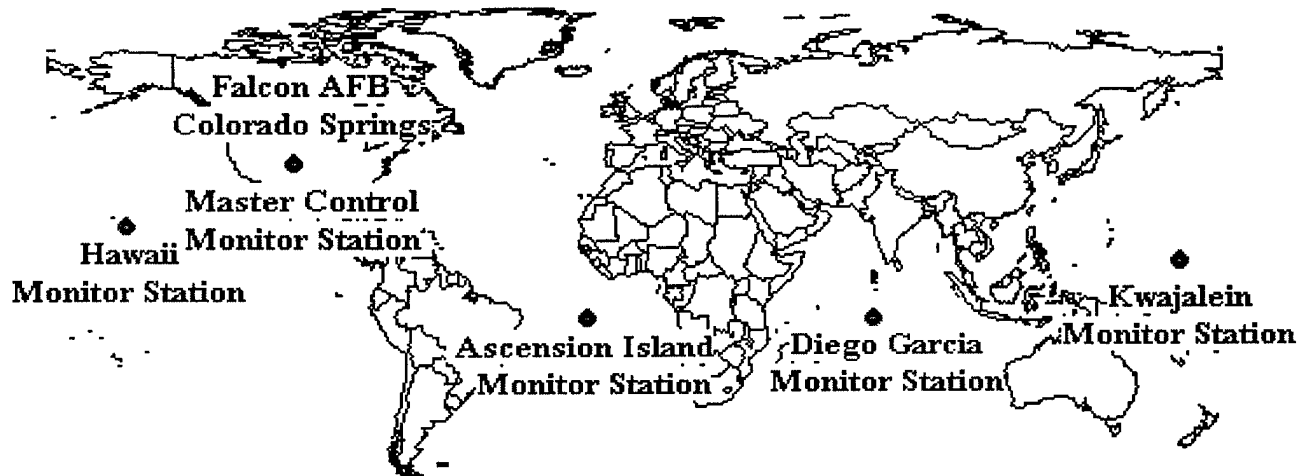 Falcon AFB
Colorado Springs
Master Control
Monitor Station
Hawaii
Monitor Station
Ascension Island
Monitor Station
Diego Garcia
Monitor Station
Kwajalein
Monitor Station